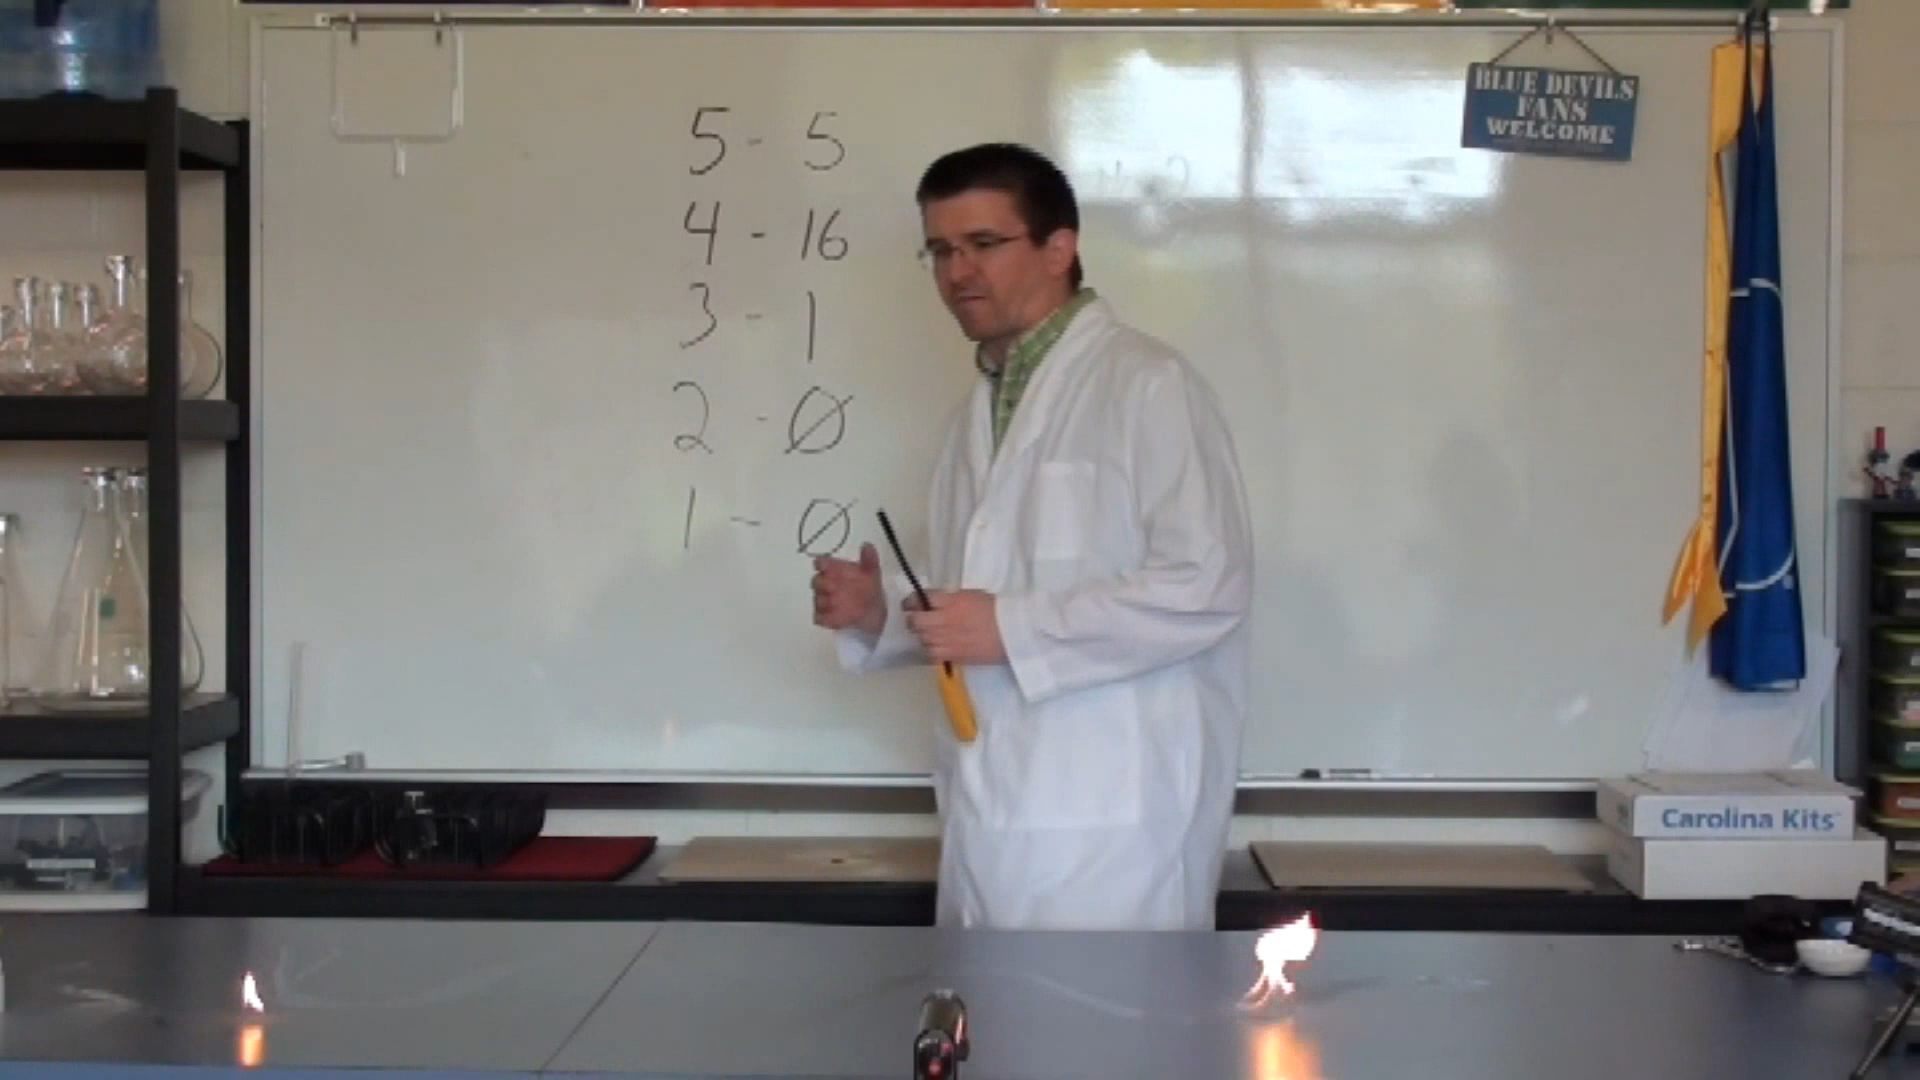 5 - 5
4 - 16
3 - 1
2 - Ø
1 - Ø
BLUE DEVILS
FANS
WELCOME
Carolina Kits